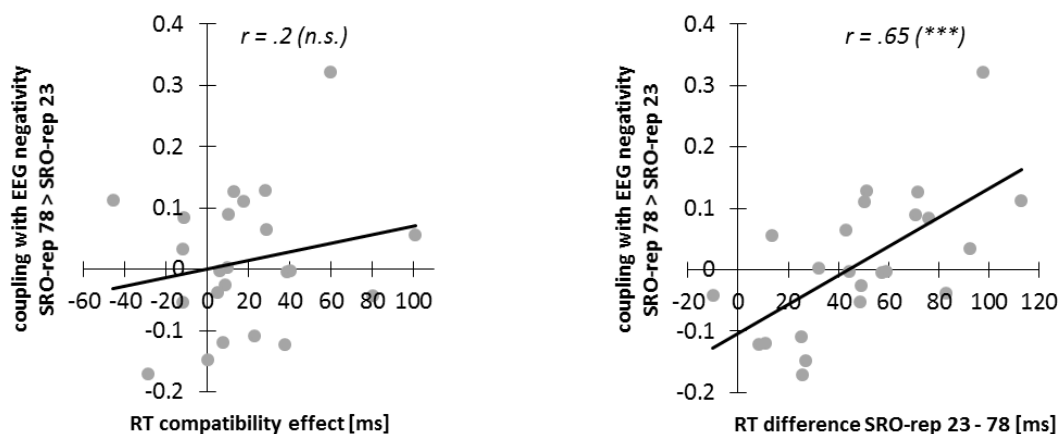 r = .2 (n.s.)
0.4
0.3
0.2
0.1
0
-0.1
-0.2
-60 -40 -20 0 20 40 60 80 100
coupling with EEG negativity
SRO-rep 78 > SRO-rep 23
RT compatibility effect [ms]
r = .65 (***)
0.4
0.3
0.2
0.1
0
-0.1
-0.2
-20 0 20 40 60 80 100 120
coupling with EEG negativity
SRO-rep 78 > SRO-rep 23
RT difference SRO-rep 23 - 78 [ms]